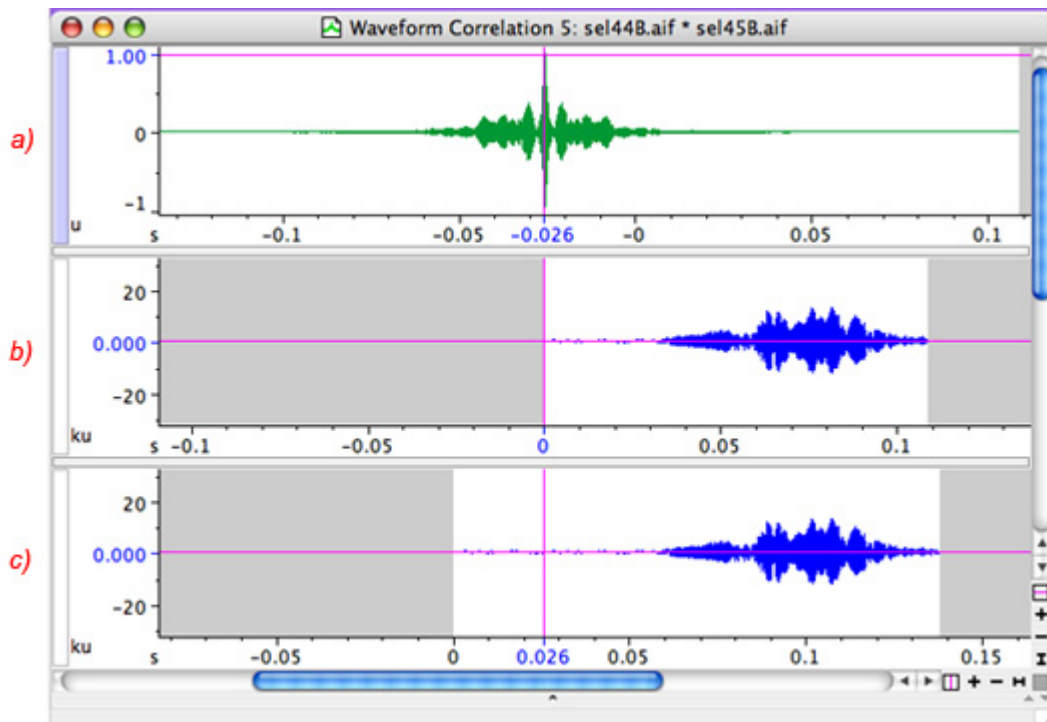 Waveform Correlation 5: sel44B.aif * sel45B.aif
a)
1.00
0
-1
u
s -0.1 -0.05 -0.026 -0 0.05 0.1
b)
20
0.000
-20
ku
s -0.1 -0.05 0 0.05 0.1
c)
20
0.000
-20
ku
s -0.05 0 0.026 0.05 0.1 0.15